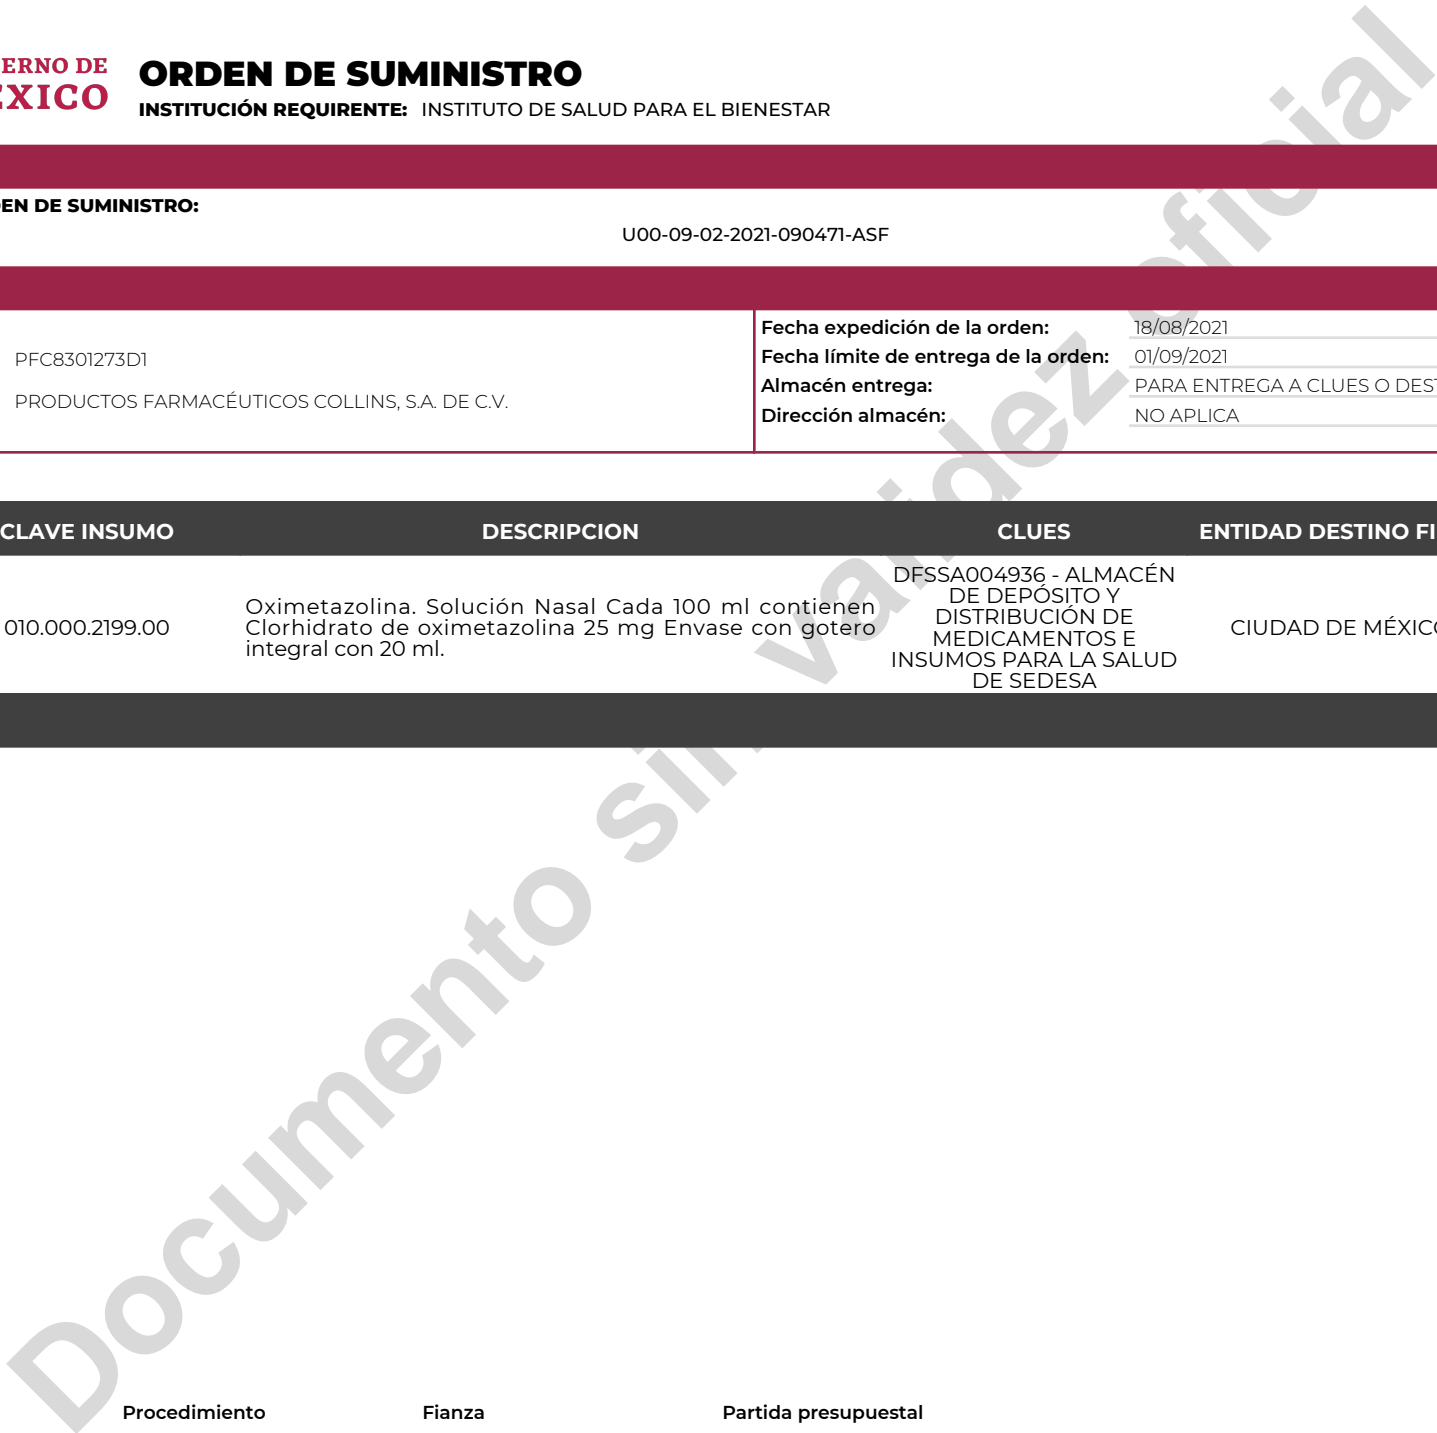 ERNO DE
ÉXICO
ORDEN DE SUMINISTRO
INSTITUCIÓN REQUIRENTE: INSTITUTO DE SALUD PARA EL BIENESTAR
EN DE SUMINISTRO:
U00-09-02-2021-090471-ASF
PFC8301273D1
PRODUCTOS FARMACÉUTICOS COLLINS, S.A. DE C.V.
Fecha expedición de la orden: 18/08/2021
Fecha límite de entrega de la orden: 01/09/2021
Almacén entrega: PARA ENTREGA A CLUES O DEST
Dirección almacén: NO APLICA
CLAVE INSUMO DESCRIPCION CLUES ENTIDAD DESTINO FI
010.000.2199.00
Oximetazolina. Solución Nasal Cada 100 ml contienen
Clorhidrato de oximetazolina 25 mg Envase con gotero
integral con 20 ml.
DFSSA004936 - ALMACÉN
DE DEPÓSITO Y
DISTRIBUCIÓN DE
MEDICAMENTOS E
INSUMOS PARA LA SALUD
DE SEDESA
CIUDAD DE MÉXICO
Documento sin validez oficial
Procedimiento Fianza Partida presupuestal